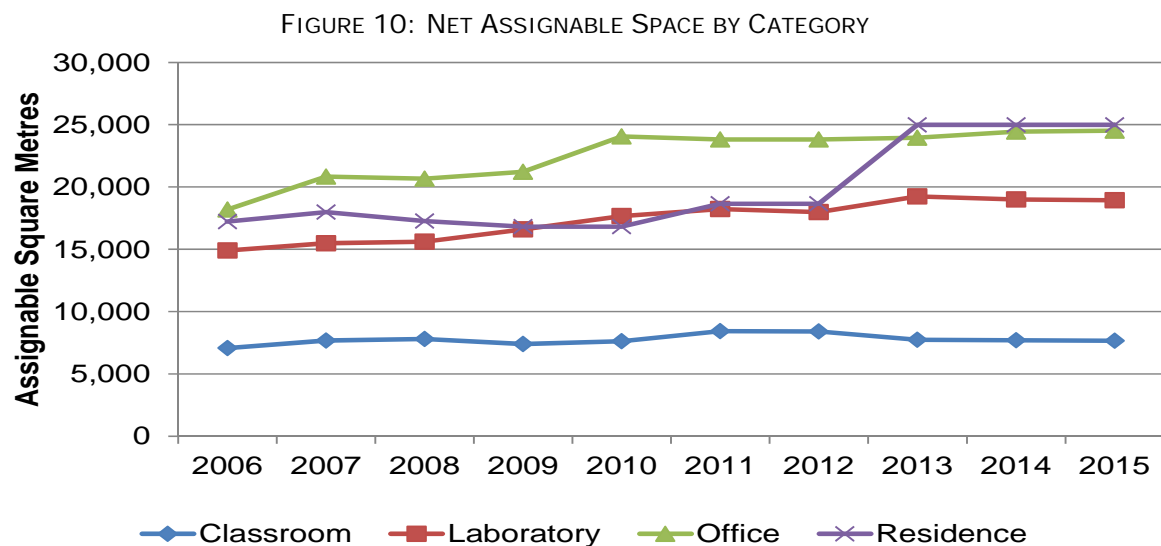 FIGURE 10: NET ASSIGNABLE SPACE BY CATEGORY
Assignable Square Metres
30,000
25,000
20,000
15,000
10,000
5,000
0
2006 2007 2008 2009 2010 2011 2012 2013 2014 2015
Classroom Laboratory Office Residence